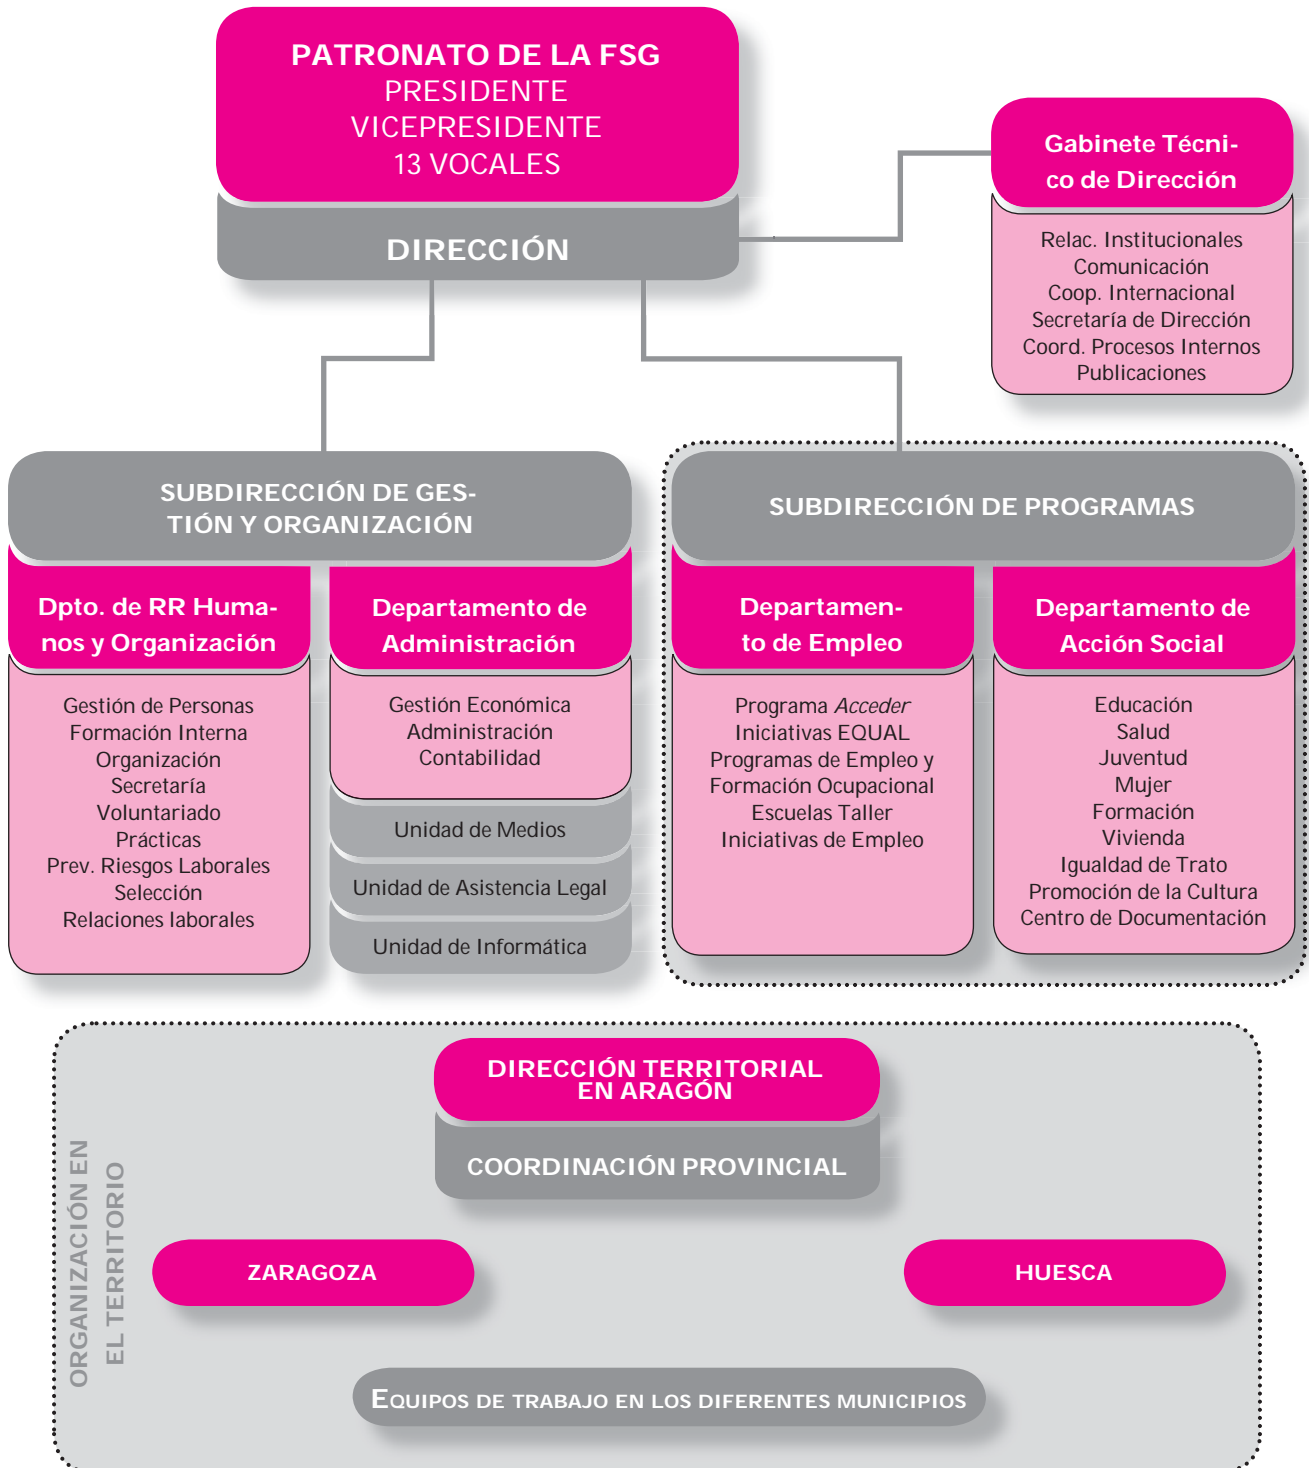 PATRONATO DE LA FSG
PRESIDENTE
VICEPRESIDENTE
13 VOCALES
DIRECCIÓN
Gabinete Técni-
co de Dirección
Relac. Institucionales
Comunicación
Coop. Internacional
Secretaría de Dirección
Coord. Procesos Internos
Publicaciones
SUBDIRECCIÓN DE GES-
TIÓN Y ORGANIZACIÓN
Dpto. de RR Huma-
nos y Organización
Gestión de Personas
Formación Interna
Organización
Secretaría
Voluntariado
Prácticas
Prev. Riesgos Laborales
Selección
Relaciones laborales
Departamento de
Administración
Gestión Económica
Administración
Contabilidad
Unidad de Medios
Unidad de Asistencia Legal
Unidad de Informática
SUBDIRECCIÓN DE PROGRAMAS
Departamen-
to de Empleo
Programa Acceder
Iniciativas EQUAL
Programas de Empleo y
Formación Ocupacional
Escuelas Taller
Iniciativas de Empleo
Departamento de
Acción Social
Educación
Salud
Juventud
Mujer
Formación
Vivienda
Igualdad de Trato
Promoción de la Cultura
Centro de Documentación
ORGANIZACIÓN EN
EL TERRITORIO
DIRECCIÓN TERRITORIAL
EN ARAGÓN
COORDINACIÓN PROVINCIAL
ZARAGOZA
HUESCA
EQUIPOS DE TRABAJO EN LOS DIFERENTES MUNICIPIOS